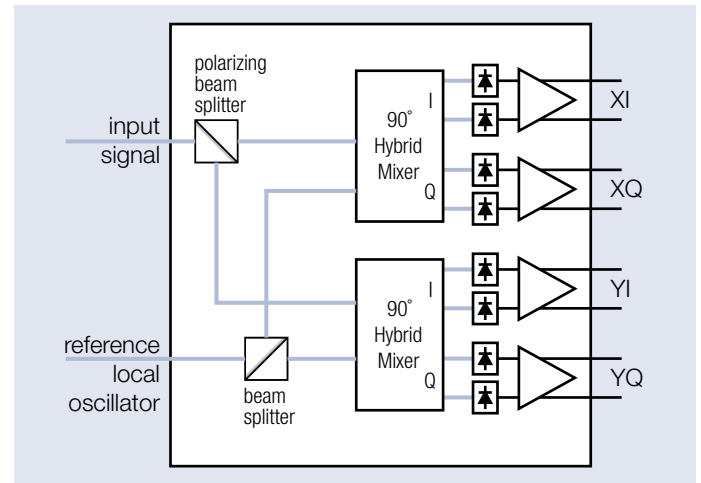 polarizing
beam
splitter
input
signal
I
90°
Hybrid
Mixer
Q
XI
XQ
I
90°
Hybrid
Mixer
Q
YI
YQ
reference
local
oscillator
beam
splitter